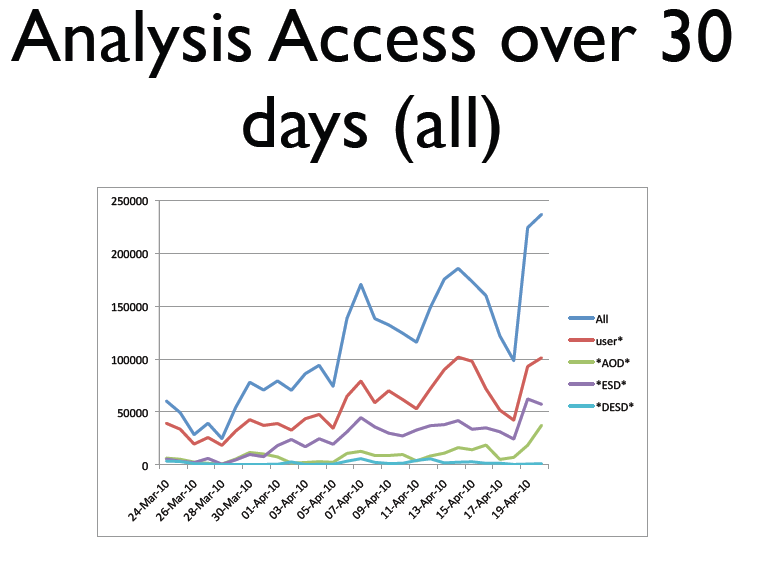 Analysis Access over 30
days (all)
250000
200000
150000
100000
50000
0
24-Mar-10
26-Mar-10
28-Mar-10
30-Mar-10
01-Apr-10
03-Apr-10
05-Apr-10
07-Apr-10
09-Apr-10
11-Apr-10
13-Apr-10
15-Apr-10
17-Apr-10
19-Apr-10
All
user*
*AOD*
*ESD*
*DESD*